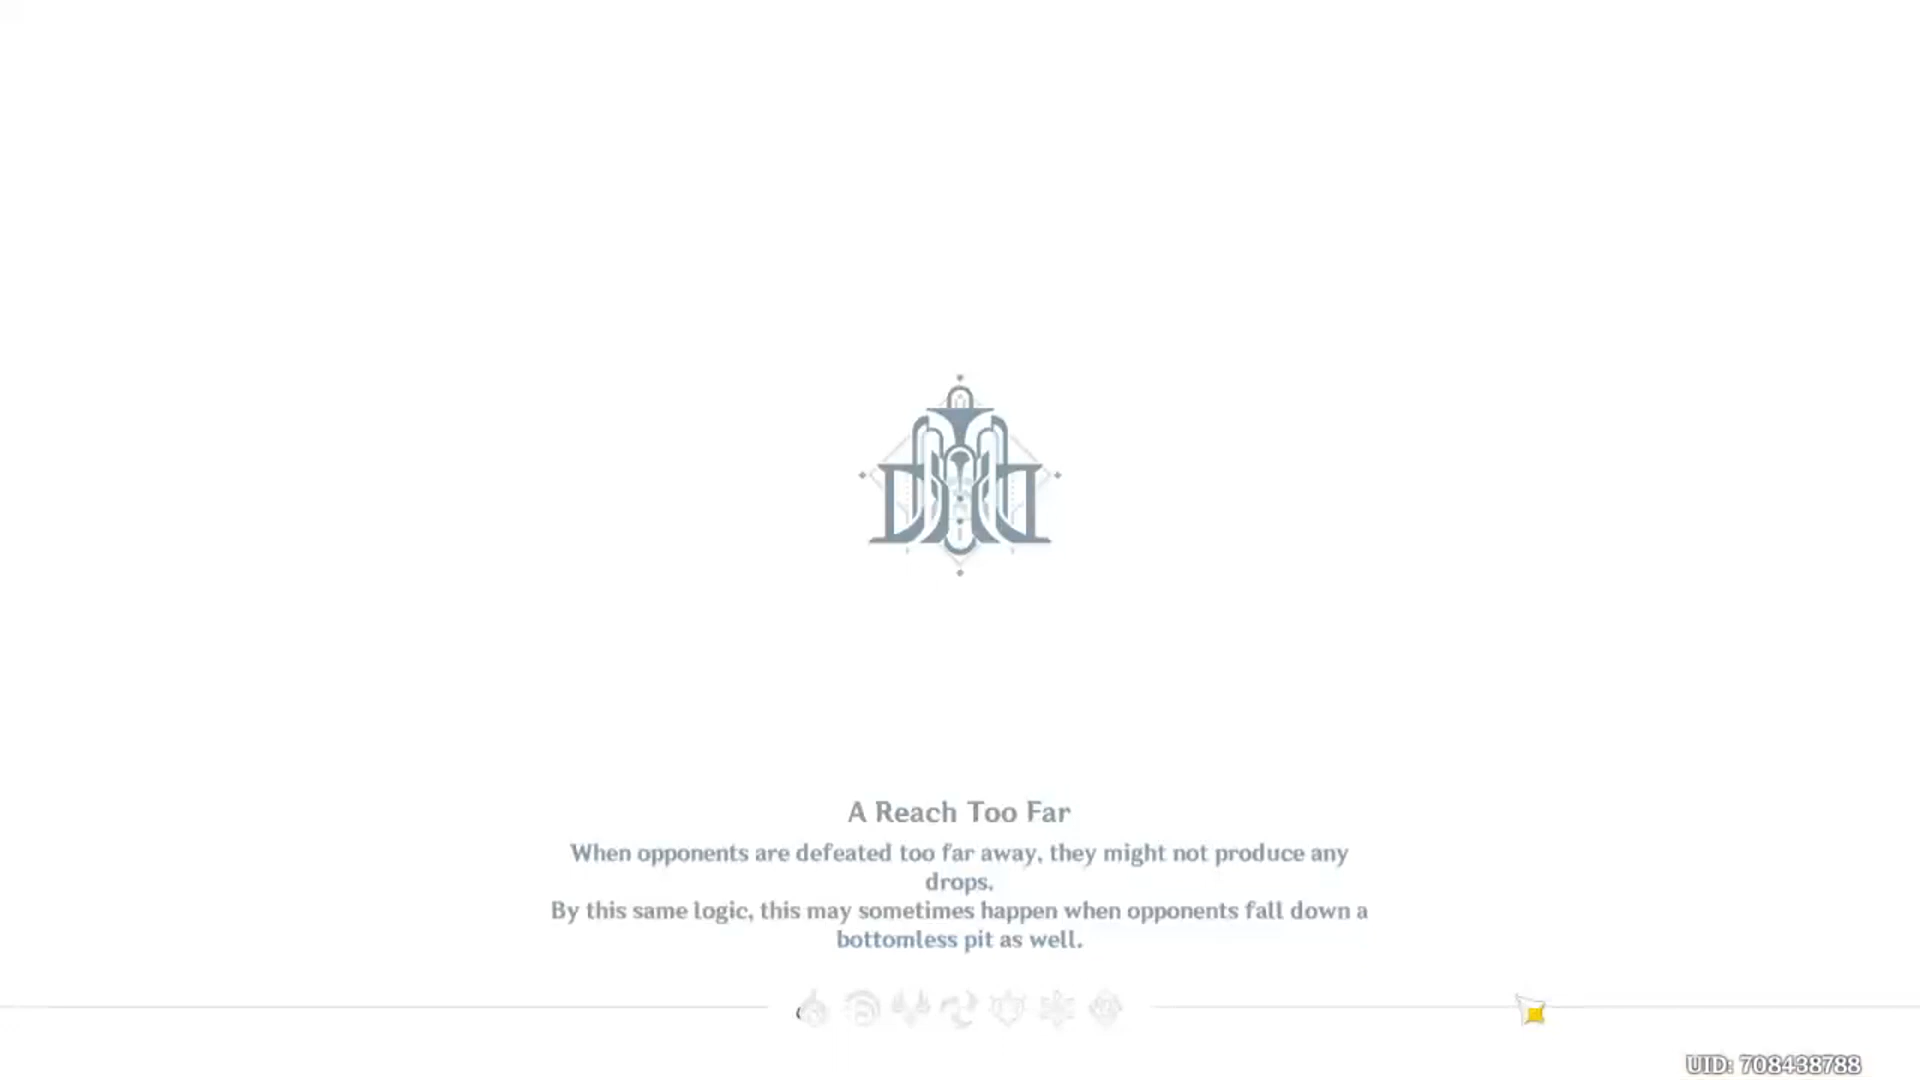 A Reach Too Far
When opponents are defeated too far away, they might not produce any
drops.
By this same logic, this may sometimes happen when opponents fall down a
bottomless pit as well.
UID: 708438788